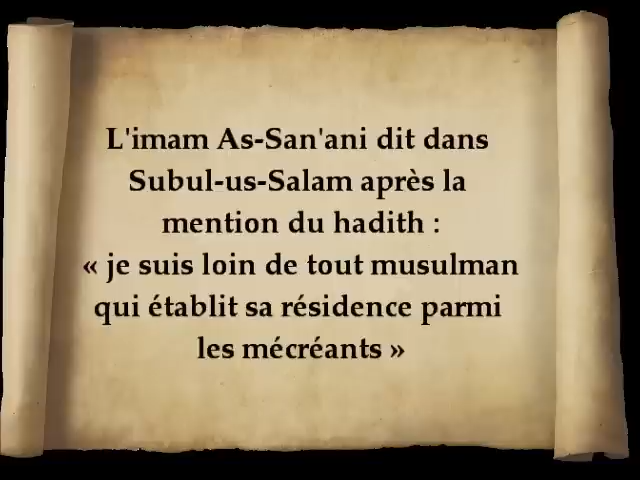 L'imam As-San'ani dit dans
Subul-us-Salam après la
mention du hadith :
« je suis loin de tout musulman
qui établit sa résidence parmi
les mécréants »